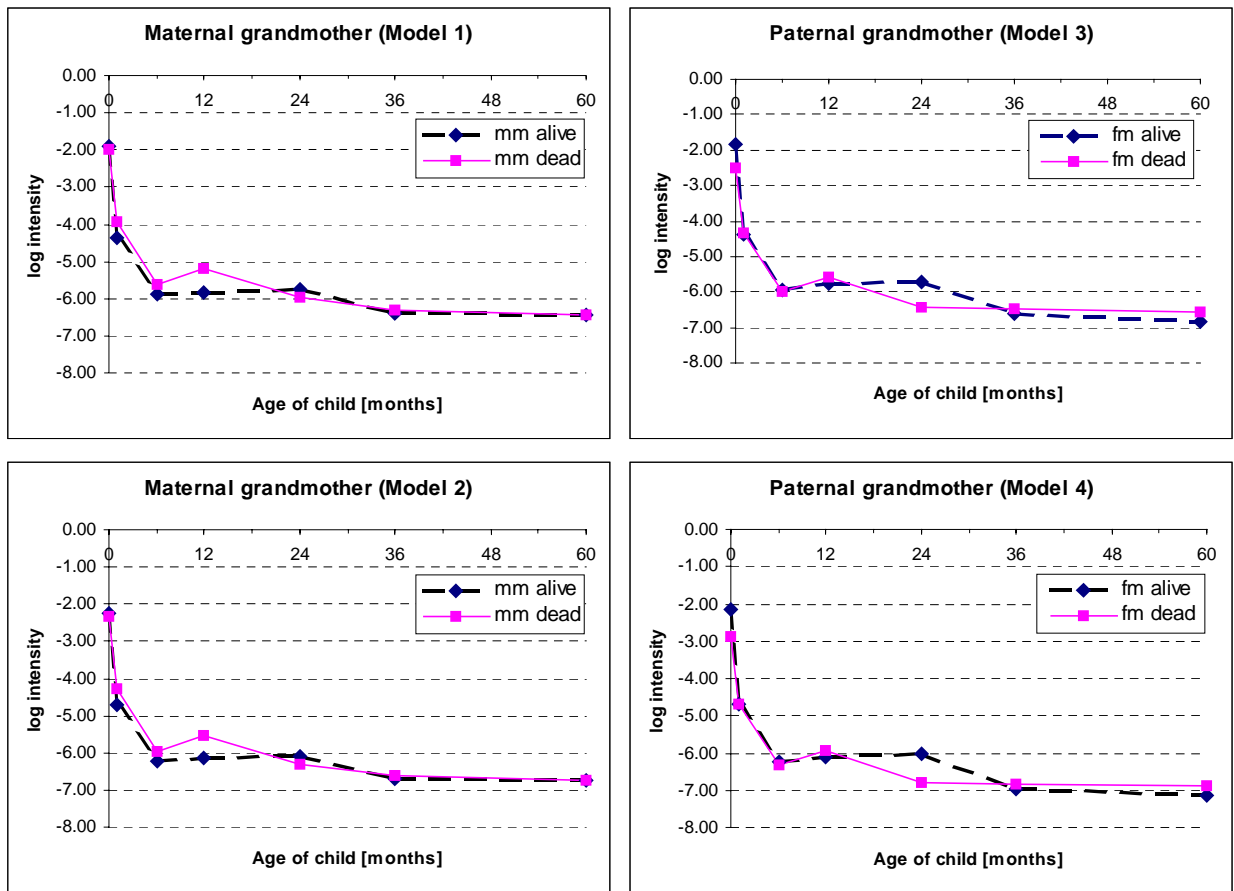 Maternal grandmother (Model 1)
0.00
-1.00
-2.00
-3.00
-4.00
-5.00
-6.00
-7.00
-8.00
0 12 24 36 48 60
mm alive
mm dead
log intensity
Age of child [months]
Paternal grandmother (Model 3)
0.00
-1.00
-2.00
-3.00
-4.00
-5.00
-6.00
-7.00
-8.00
0 12 24 36 48 60
fm alive
fm dead
log intensity
Age of child [months]
Maternal grandmother (Model 2)
0.00
-1.00
-2.00
-3.00
-4.00
-5.00
-6.00
-7.00
-8.00
0 12 24 36 48 60
mm alive
mm dead
log intensity
Age of child [months]
Paternal grandmother (Model 4)
0.00
-1.00
-2.00
-3.00
-4.00
-5.00
-6.00
-7.00
-8.00
0 12 24 36 48 60
fm alive
fm dead
log intensity
Age of child [months]